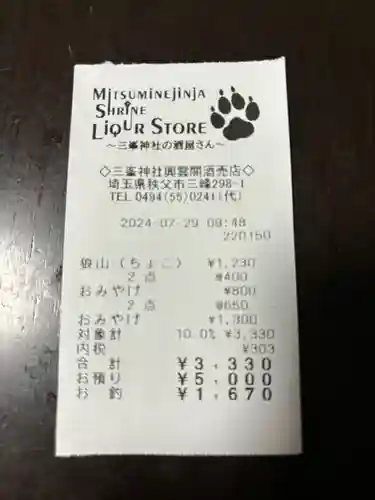 MITSUMINEJINJA
SHRINE
LIQUR STORE
～三峯神社の酒屋さん～
◇三峯神社興雲閣酒売店◇
埼玉県秩父市三峰298-1
TEL 0494(55)0241(代)
2024-07-29 09:48
220150
狼山(ちょこ) ¥1,230
2 点 @400
おみやげ ¥800
2 点 @650
おみやげ ¥1,300
対象計 10.0% ¥3,330
内税 ¥303
合 計 ¥3,330
お預り ¥5,000
お 釣 ¥1,670